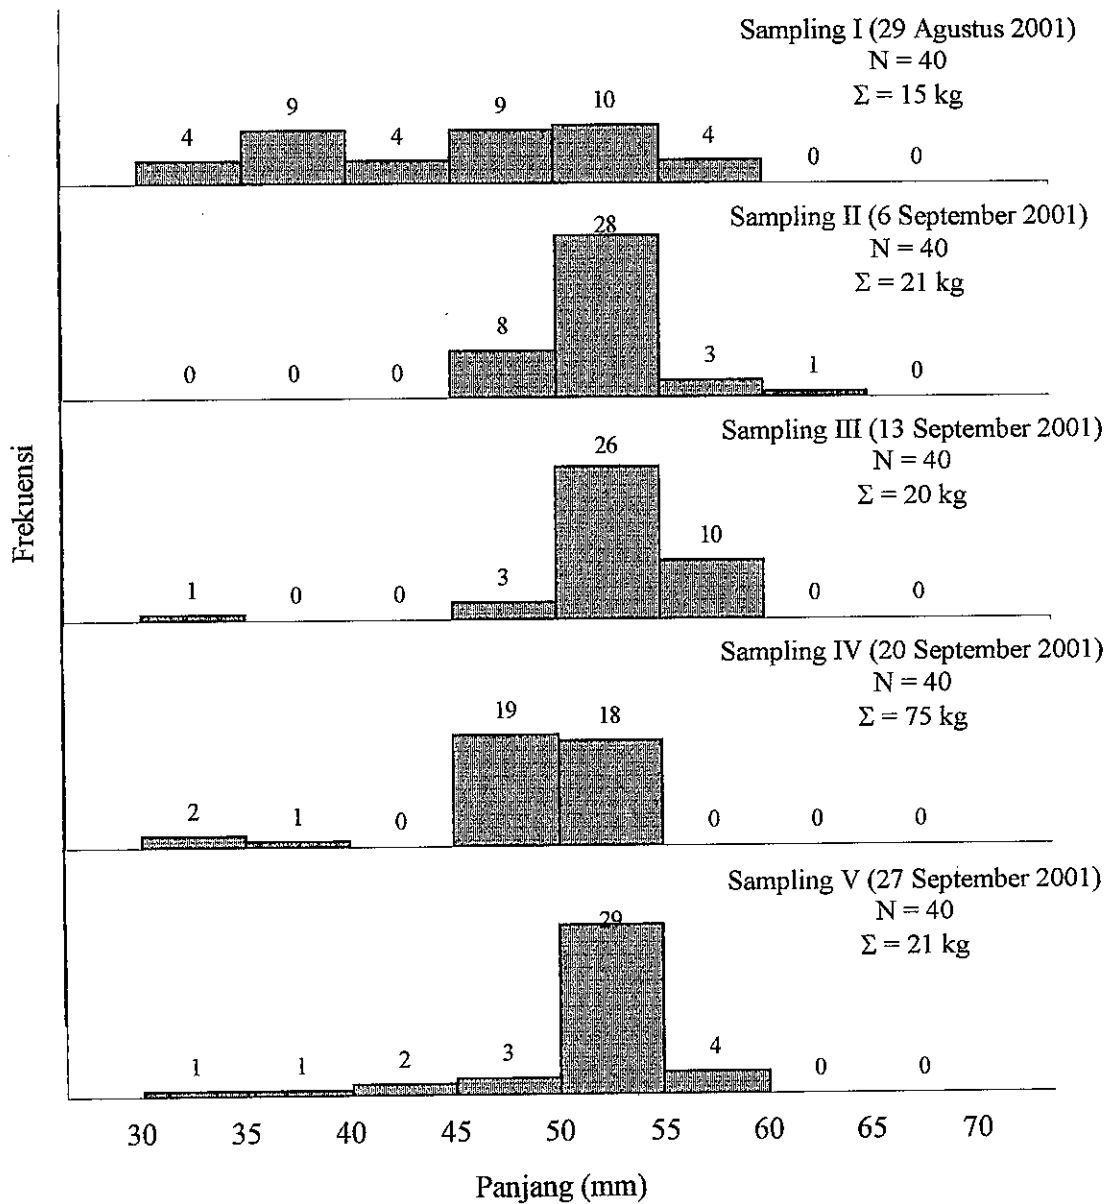 Sampling I (29 Agustus 2001)
N = 40
Σ = 15 kg
4 9 4 9 10 4 0 0
Sampling II (6 September 2001)
N = 40
Σ = 21 kg
0 0 0 8 28 3 1 0
Sampling III (13 September 2001)
N = 40
Σ = 20 kg
1 0 0 3 26 10 0 0
Sampling IV (20 September 2001)
N = 40
Σ = 75 kg
2 1 0 19 18 0 0 0
Sampling V (27 September 2001)
N = 40
Σ = 21 kg
1 1 2 3 29 4 0 0
30 35 40 45 50 55 60 65 70
Panjang (mm)
Frekuensi